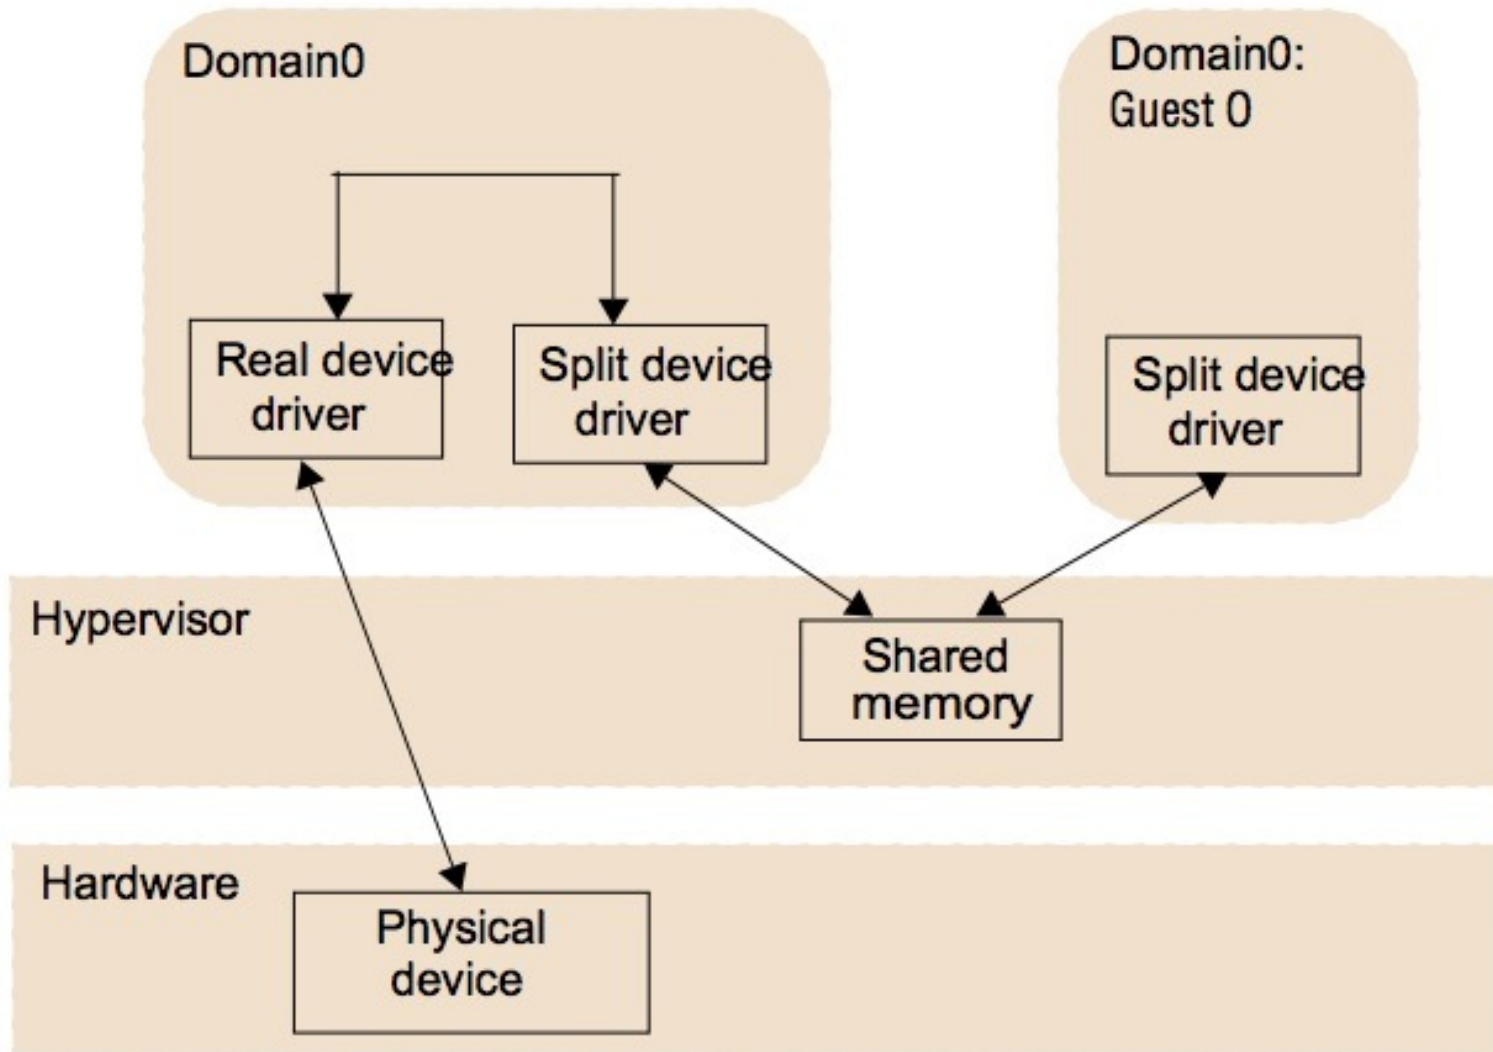 Domain0
Domain0:
Guest 0
Real device
driver
Split device
driver
Split device
driver
Hypervisor
Shared
memory
Hardware
Physical
device